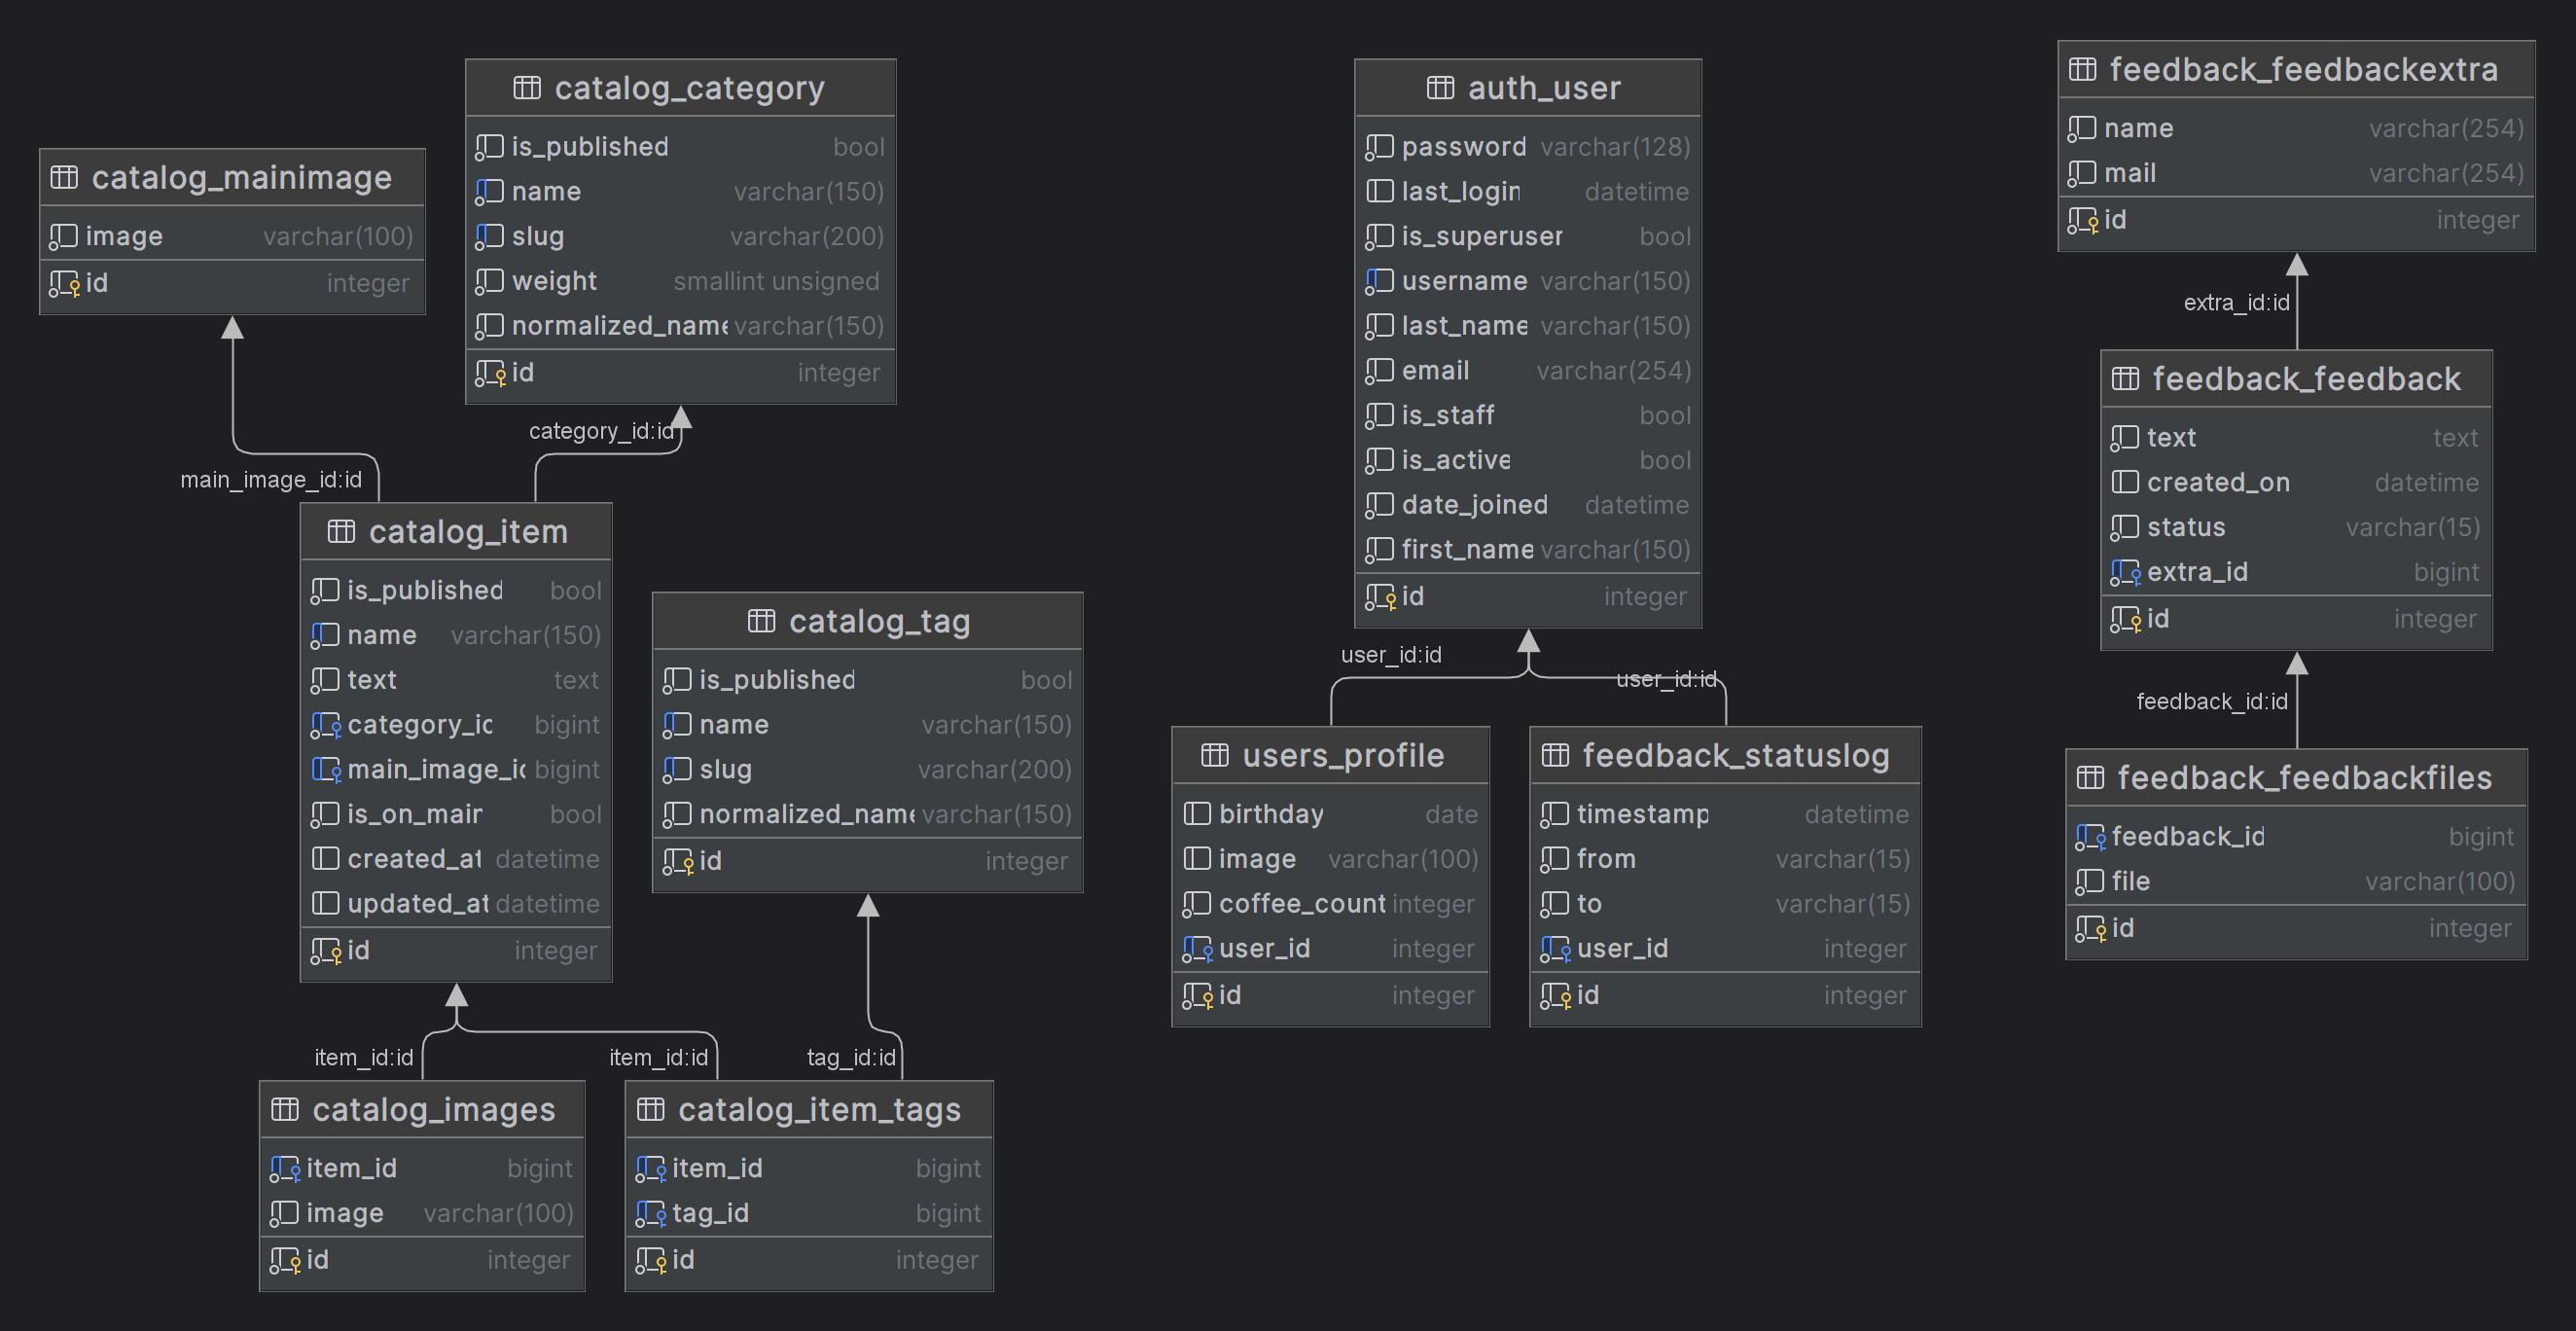 catalog_mainimage
image varchar(100)
id integer
catalog_category
is_published bool
name varchar(150)
slug varchar(200)
weight smallint unsigned
normalized_name varchar(150)
id integer
main_image_id:id
category_id:id
catalog_item
is_published bool
name varchar(150)
text text
category_id bigint
main_image_id bigint
is_on_main bool
created_at datetime
updated_at datetime
id integer
catalog_tag
is_published bool
name varchar(150)
slug varchar(200)
normalized_name varchar(150)
id integer
item_id:id
item_id:id
tag_id:id
catalog_images
item_id bigint
image varchar(100)
id integer
catalog_item_tags
item_id bigint
tag_id bigint
id integer
auth_user
password varchar(128)
last_login datetime
is_superuser bool
username varchar(150)
last_name varchar(150)
email varchar(254)
is_staff bool
is_active bool
date_joined datetime
first_name varchar(150)
id integer
user_id:id
user_id:id
users_profile
birthday date
image varchar(100)
coffee_count integer
user_id integer
id integer
feedback_statuslog
timestamp datetime
from varchar(15)
to varchar(15)
user_id integer
id integer
feedback_feedbackextra
name varchar(254)
mail varchar(254)
id integer
extra_id:id
feedback_feedback
text text
created_on datetime
status varchar(15)
extra_id bigint
id integer
feedback_id:id
feedback_feedbackfiles
feedback_id bigint
file varchar(100)
id integer